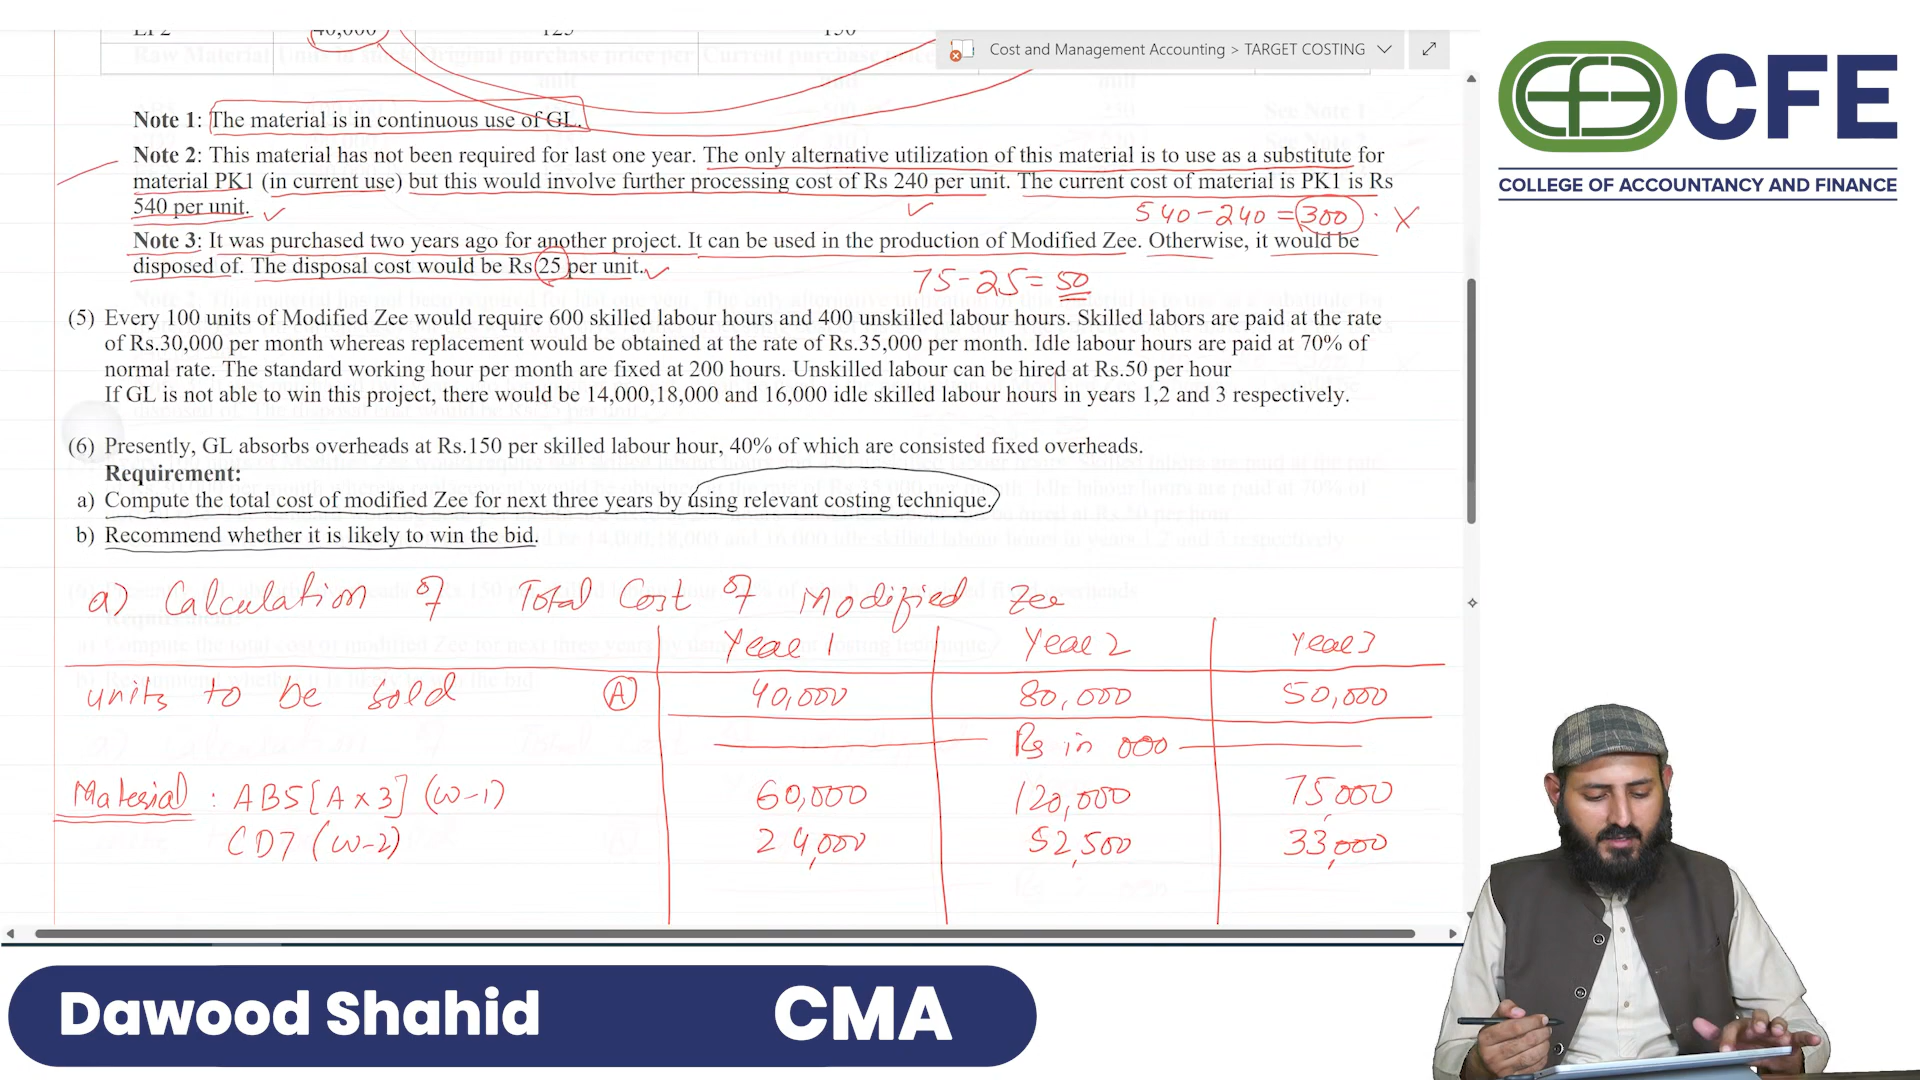 40,000 125 150
Cost and Management Accounting > TARGET COSTING
CFE
COLLEGE OF ACCOUNTANCY AND FINANCE
Note 1: The material is in continuous use of GL.
Note 2: This material has not been required for last one year. The only alternative utilization of this material is to use as a substitute for
material PK1 (in current use) but this would involve further processing cost of Rs 240 per unit. The current cost of material is PK1 is Rs
540 per unit.
540-240 = 300
Note 3: It was purchased two years ago for another project. It can be used in the production of Modified Zee. Otherwise, it would be
disposed of. The disposal cost would be Rs 25 per unit.
75-25=50
(5) Every 100 units of Modified Zee would require 600 skilled labour hours and 400 unskilled labour hours. Skilled labors are paid at the rate
of Rs.30,000 per month whereas replacement would be obtained at the rate of Rs.35,000 per month. Idle labour hours are paid at 70% of
normal rate. The standard working hour per month are fixed at 200 hours. Unskilled labour can be hired at Rs.50 per hour
If GL is not able to win this project, there would be 14,000,18,000 and 16,000 idle skilled labour hours in years 1,2 and 3 respectively.
(6) Presently, GL absorbs overheads at Rs.150 per skilled labour hour, 40% of which are consisted fixed overheads.
Requirement:
a) Compute the total cost of modified Zee for next three years by using relevant costing technique.
b) Recommend whether it is likely to win the bid.
a) Calculation of Total Cost of Modified Zee
Year 1 Year 2 Year 3
units to be sold (A) 40,000 80,000 50,000
Rs in 000
Material : AB5[A×3] (W-1) 60,000 120,000 75,000
CD7 (W-2) 24,000 52,500 33,000
Dawood Shahid CMA